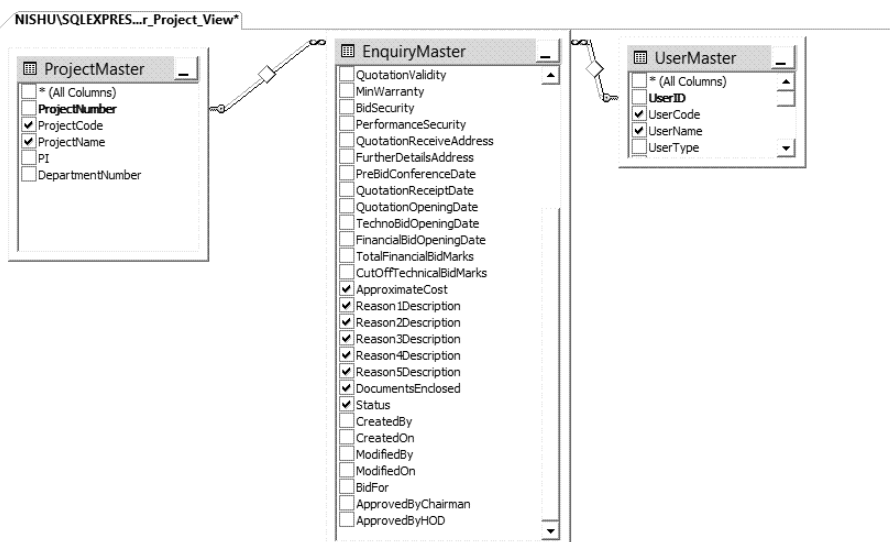 NISHU\SQLEXPRES...r_Project_View*
ProjectMaster
* (All Columns)
ProjectNumber
ProjectCode
ProjectName
PI
DepartmentNumber
EnquiryMaster
QuotationValidity
MinWarranty
BidSecurity
PerformanceSecurity
QuotationReceiveAddress
FurtherDetailsAddress
PreBidConferenceDate
QuotationReceiptDate
QuotationOpeningDate
TechnoBidOpeningDate
FinancialBidOpeningDate
TotalFinancialBidMarks
CutOffTechnicalBidMarks
ApproximateCost
Reason1Description
Reason2Description
Reason3Description
Reason4Description
Reason5Description
DocumentsEnclosed
Status
CreatedBy
CreatedOn
ModifiedBy
ModifiedOn
BidFor
ApprovedByChairman
ApprovedByHOD
UserMaster
* (All Columns)
UserID
UserCode
UserName
UserType